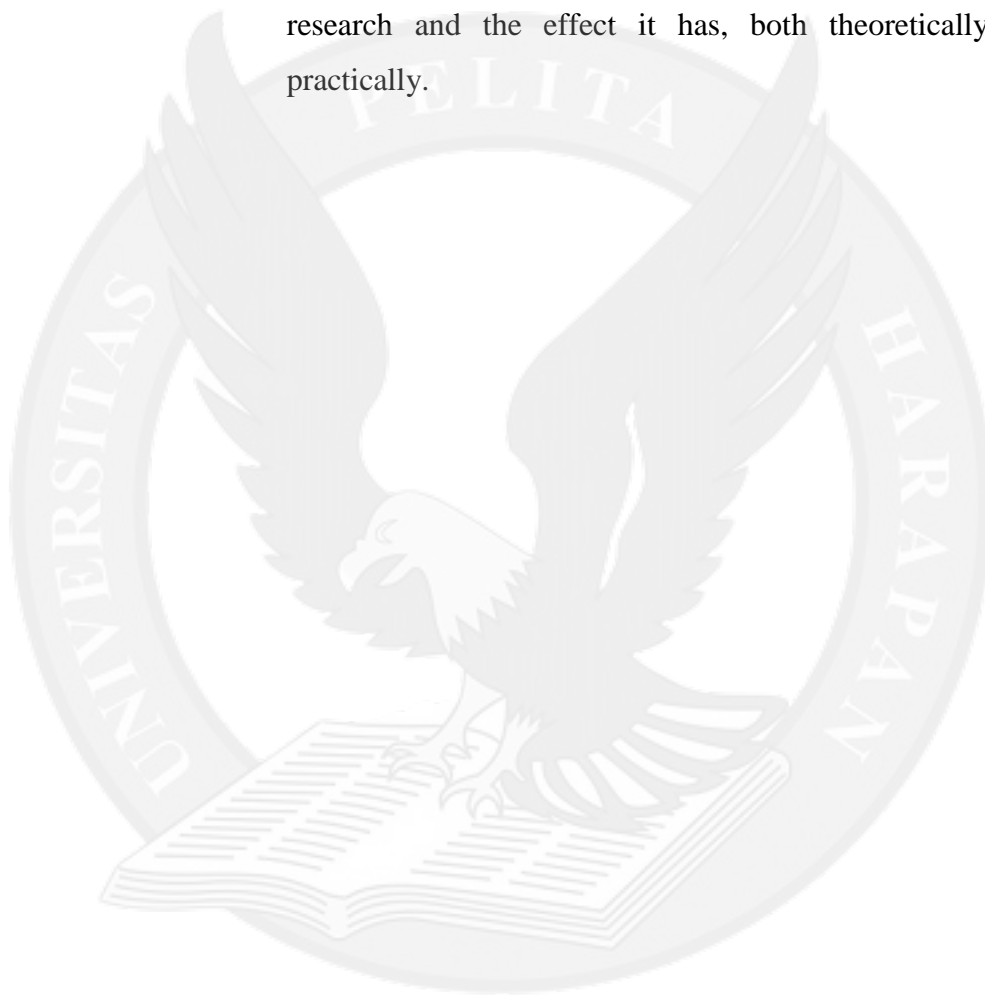 research and the effect it has, both theoretically
practically.
UNIVERSITAS PELITA HARAPAN